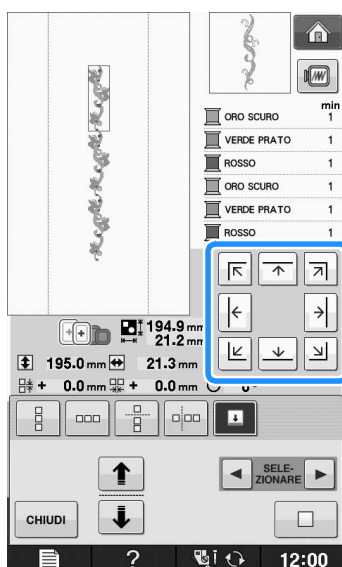 min
ORO SCURO 1
VERDE PRATO 1
ROSSO 1
ORO SCURO 1
VERDE PRATO 1
ROSSO 1
194.9 mm
21.2 mm
195.0 mm 21.3 mm
+ 0.0 mm + 0.0 mm
SELE-
ZIONARE
CHIUDI
? 12:00